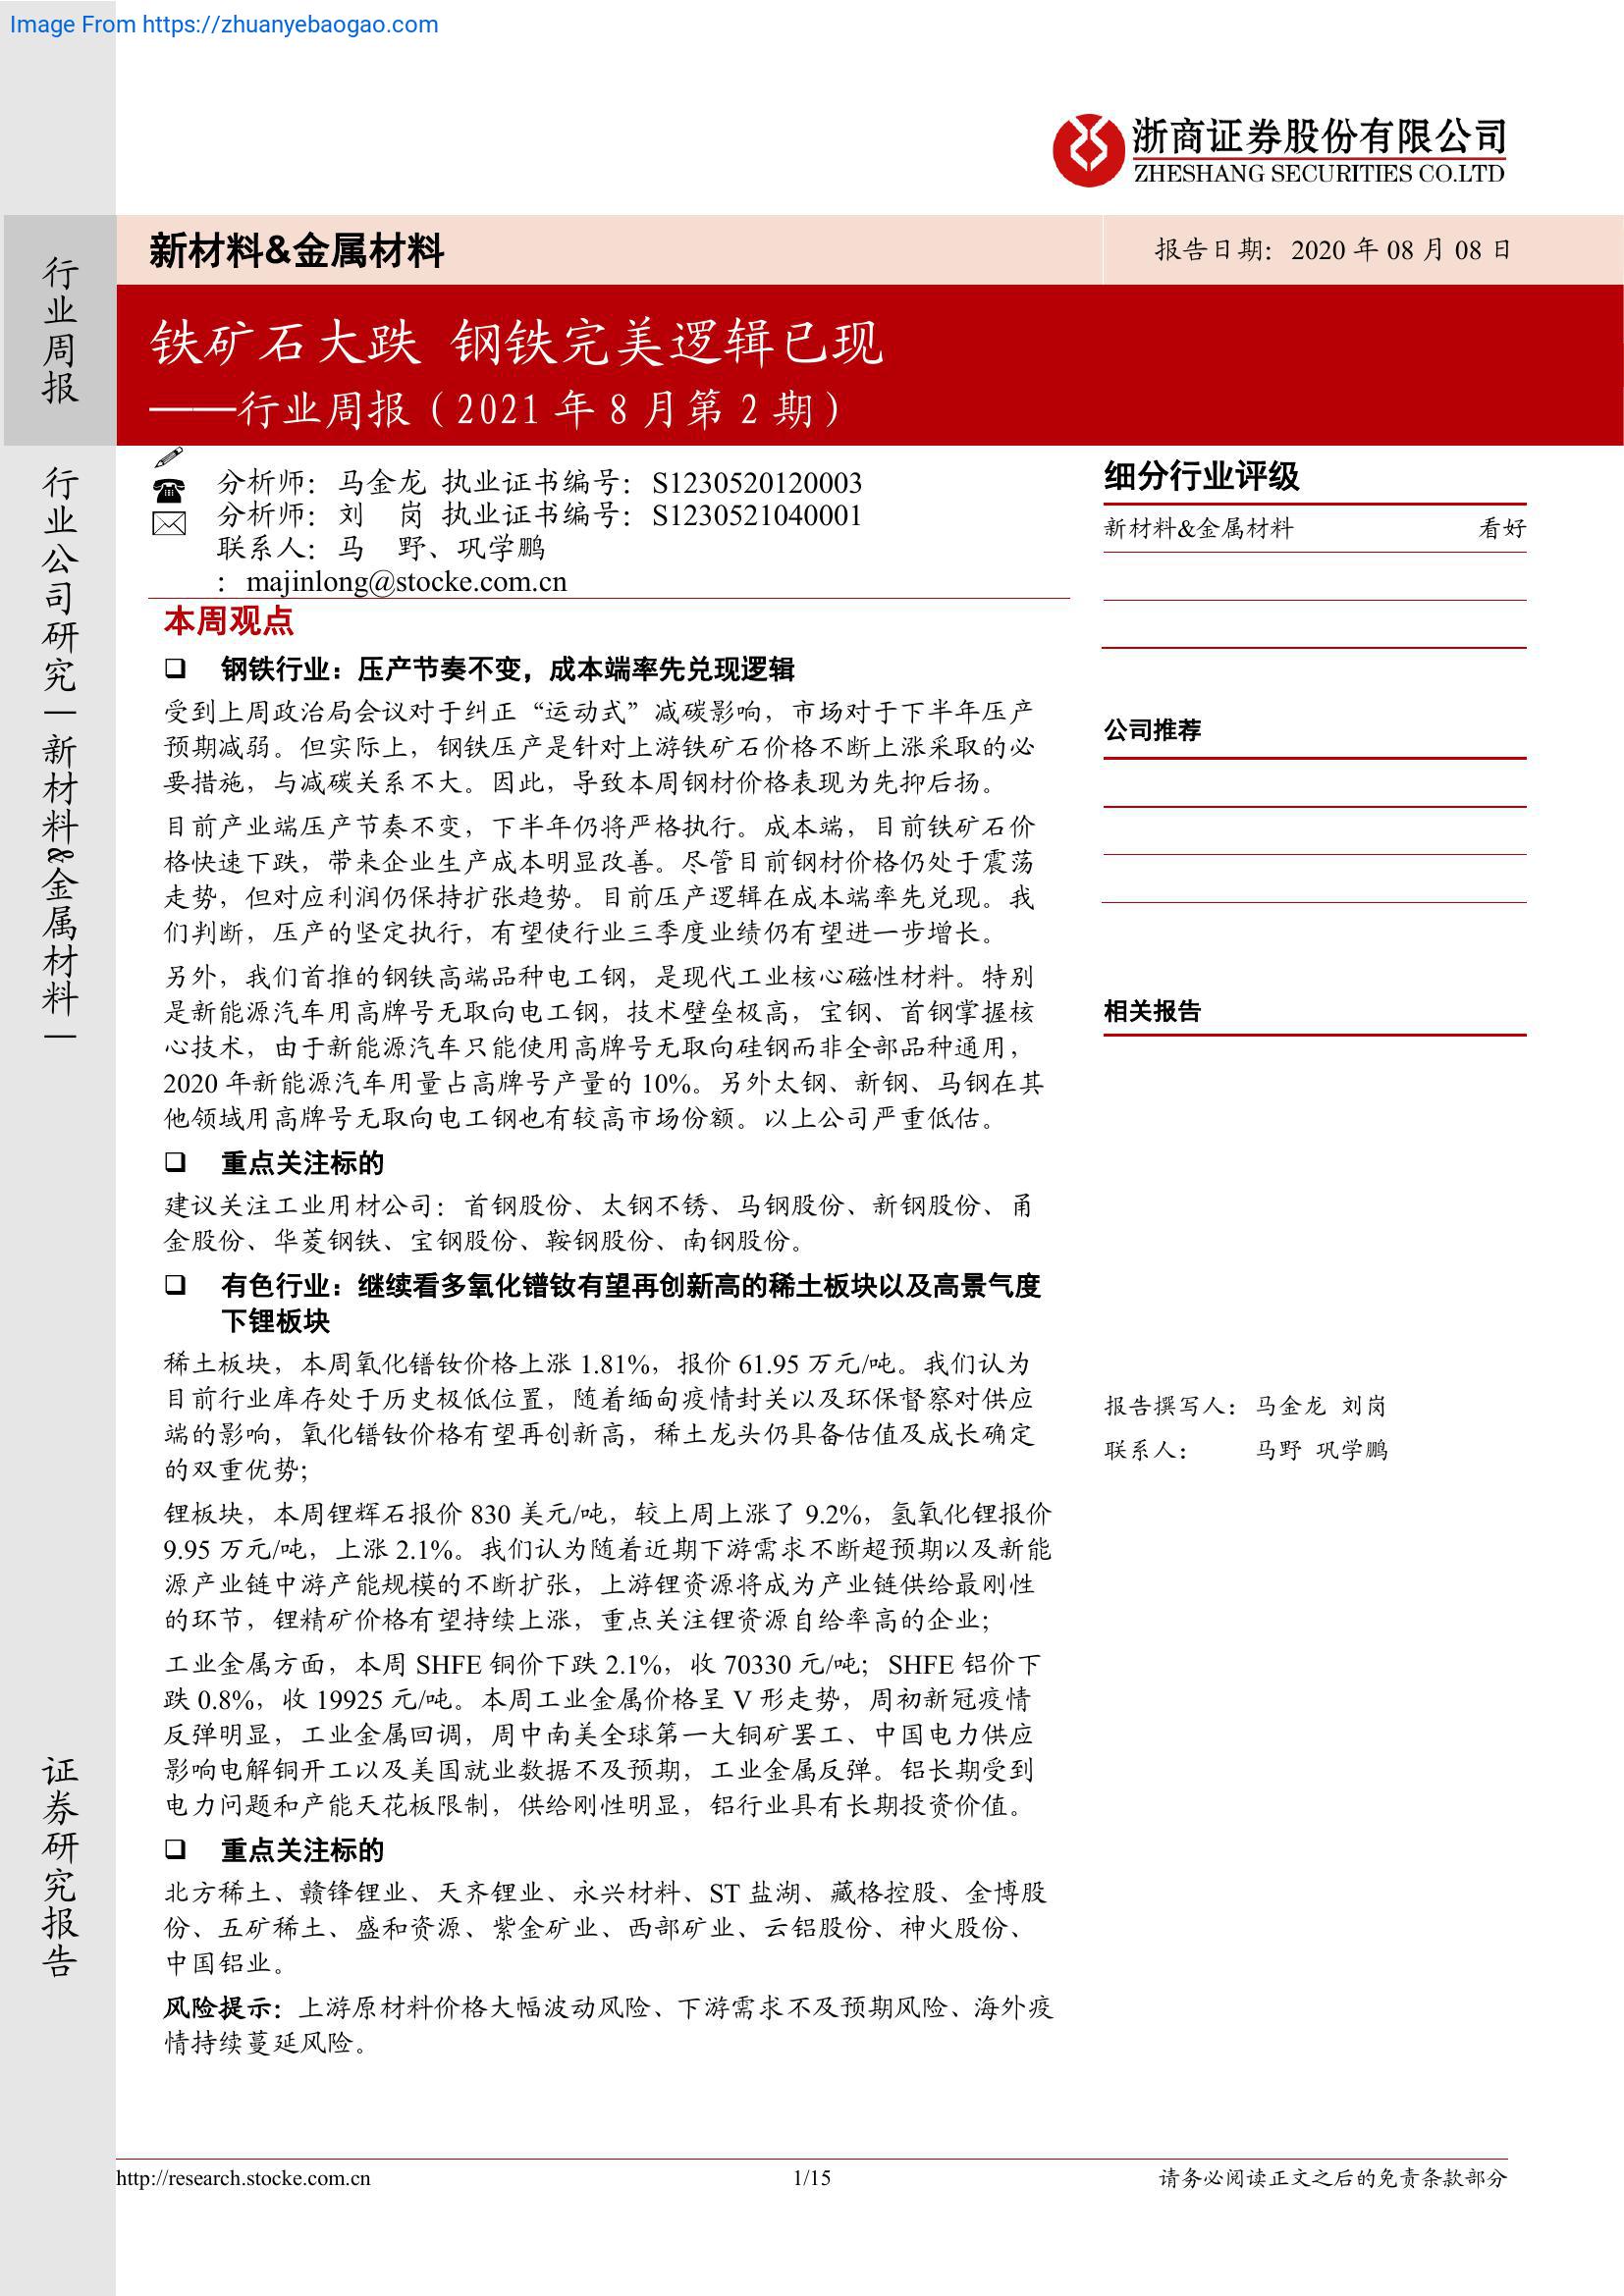 Image From https://zhuanyebaogao.com
浙商证券股份有限公司
ZHESHANG SECURITIES CO.LTD
新材料&金属材料
报告日期：2020 年 08 月 08 日
铁矿石大跌 钢铁完美逻辑已现
——行业周报（2021 年 8 月第 2 期）
行业周报
行业公司研究|新材料&金属材料|
证券研究报告
分析师：马金龙 执业证书编号：S1230520120003
分析师：刘 岗 执业证书编号：S1230521040001
联系人：马 野、巩学鹏
：majinlong@stocke.com.cn
本周观点
钢铁行业：压产节奏不变，成本端率先兑现逻辑
受到上周政治局会议对于纠正“运动式”减碳影响，市场对于下半年压产
预期减弱。但实际上，钢铁压产是针对上游铁矿石价格不断上涨采取的必
要措施，与减碳关系不大。因此，导致本周钢材价格表现为先抑后扬。
目前产业端压产节奏不变，下半年仍将严格执行。成本端，目前铁矿石价
格快速下跌，带来企业生产成本明显改善。尽管目前钢材价格仍处于震荡
走势，但对应利润仍保持扩张趋势。目前压产逻辑在成本端率先兑现。我
们判断，压产的坚定执行，有望使行业三季度业绩仍有望进一步增长。
另外，我们首推的钢铁高端品种电工钢，是现代工业核心磁性材料。特别
是新能源汽车用高牌号无取向电工钢，技术壁垒极高，宝钢、首钢掌握核
心技术，由于新能源汽车只能使用高牌号无取向硅钢而非全部品种通用，
2020 年新能源汽车用量占高牌号产量的 10%。另外太钢、新钢、马钢在其
他领域用高牌号无取向电工钢也有较高市场份额。以上公司严重低估。
重点关注标的
建议关注工业用材公司：首钢股份、太钢不锈、马钢股份、新钢股份、甬
金股份、华菱钢铁、宝钢股份、鞍钢股份、南钢股份。
有色行业：继续看多氧化镨钕有望再创新高的稀土板块以及高景气度
下锂板块
稀土板块，本周氧化镨钕价格上涨 1.81%，报价 61.95 万元/吨。我们认为
目前行业库存处于历史极低位置，随着缅甸疫情封关以及环保督察对供应
端的影响，氧化镨钕价格有望再创新高，稀土龙头仍具备估值及成长确定
的双重优势；
锂板块，本周锂辉石报价 830 美元/吨，较上周上涨了 9.2%，氢氧化锂报价
9.95 万元/吨，上涨 2.1%。我们认为随着近期下游需求不断超预期以及新能
源产业链中游产能规模的不断扩张，上游锂资源将成为产业链供给最刚性
的环节，锂精矿价格有望持续上涨，重点关注锂资源自给率高的企业；
工业金属方面，本周 SHFE 铜价下跌 2.1%，收 70330 元/吨；SHFE 铝价下
跌 0.8%，收 19925 元/吨。本周工业金属价格呈 V 形走势，周初新冠疫情
反弹明显，工业金属回调，周中南美全球第一大铜矿罢工、中国电力供应
影响电解铜开工以及美国就业数据不及预期，工业金属反弹。铝长期受到
电力问题和产能天花板限制，供给刚性明显，铝行业具有长期投资价值。
重点关注标的
北方稀土、赣锋锂业、天齐锂业、永兴材料、ST 盐湖、藏格控股、金博股
份、五矿稀土、盛和资源、紫金矿业、西部矿业、云铝股份、神火股份、
中国铝业。
风险提示：上游原材料价格大幅波动风险、下游需求不及预期风险、海外疫
情持续蔓延风险。
细分行业评级
新材料&金属材料 看好
公司推荐
相关报告
报告撰写人：马金龙 刘岗
联系人： 马野 巩学鹏
http://research.stocke.com.cn
1/15
请务必阅读正文之后的免责条款部分